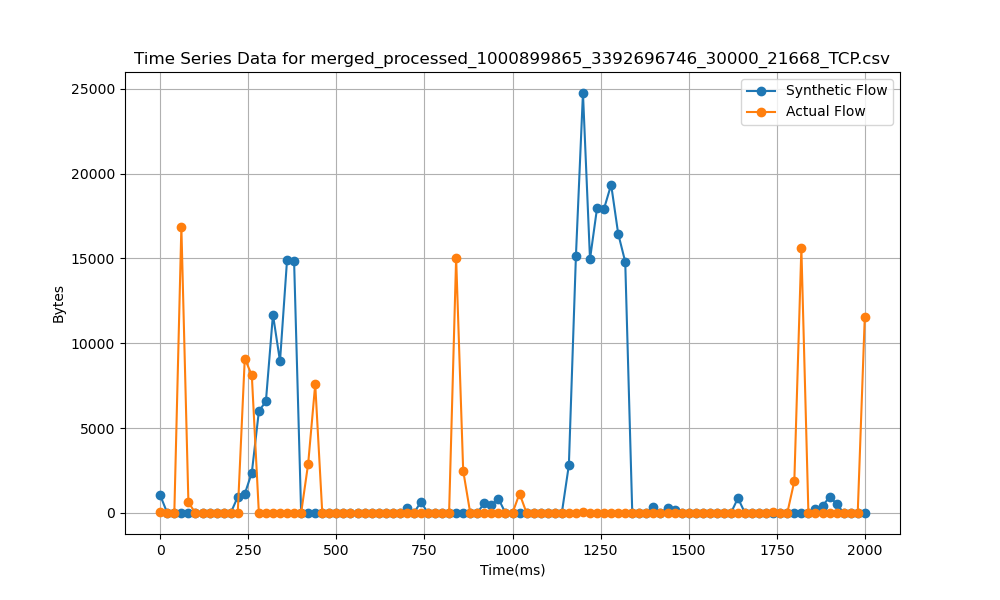 Time Series Data for merged_processed_1000899865_3392696746_30000_21668_TCP.csv
Synthetic Flow
Actual Flow
25000
20000
15000
10000
5000
0
Bytes
0 250 500 750 1000 1250 1500 1750 2000
Time(ms)